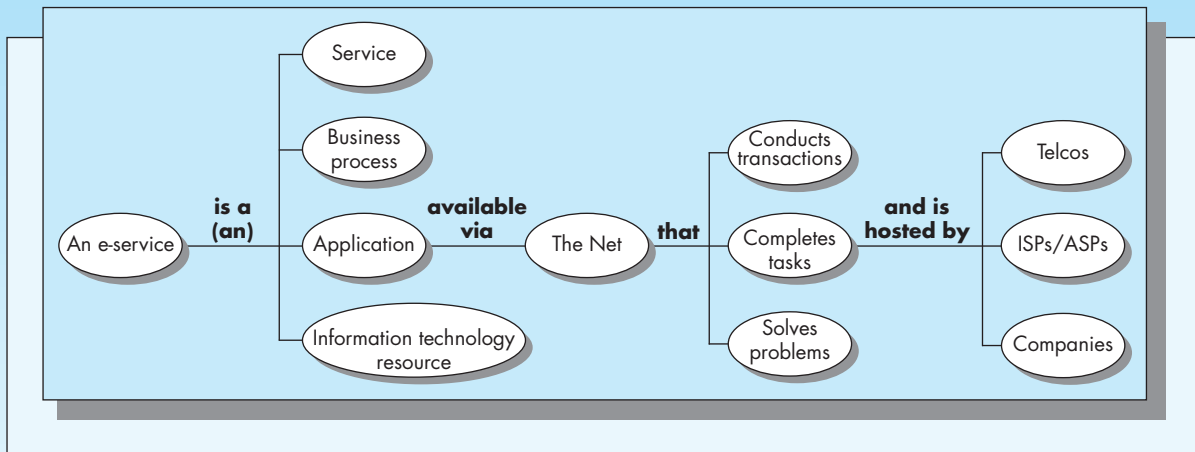 An e-service
is a
(an)
Service
Business
process
Application
Information technology
resource
available
via
The Net
that
Conducts
transactions
Completes
tasks
Solves
problems
and is
hosted by
Telcos
ISPs/ASPs
Companies